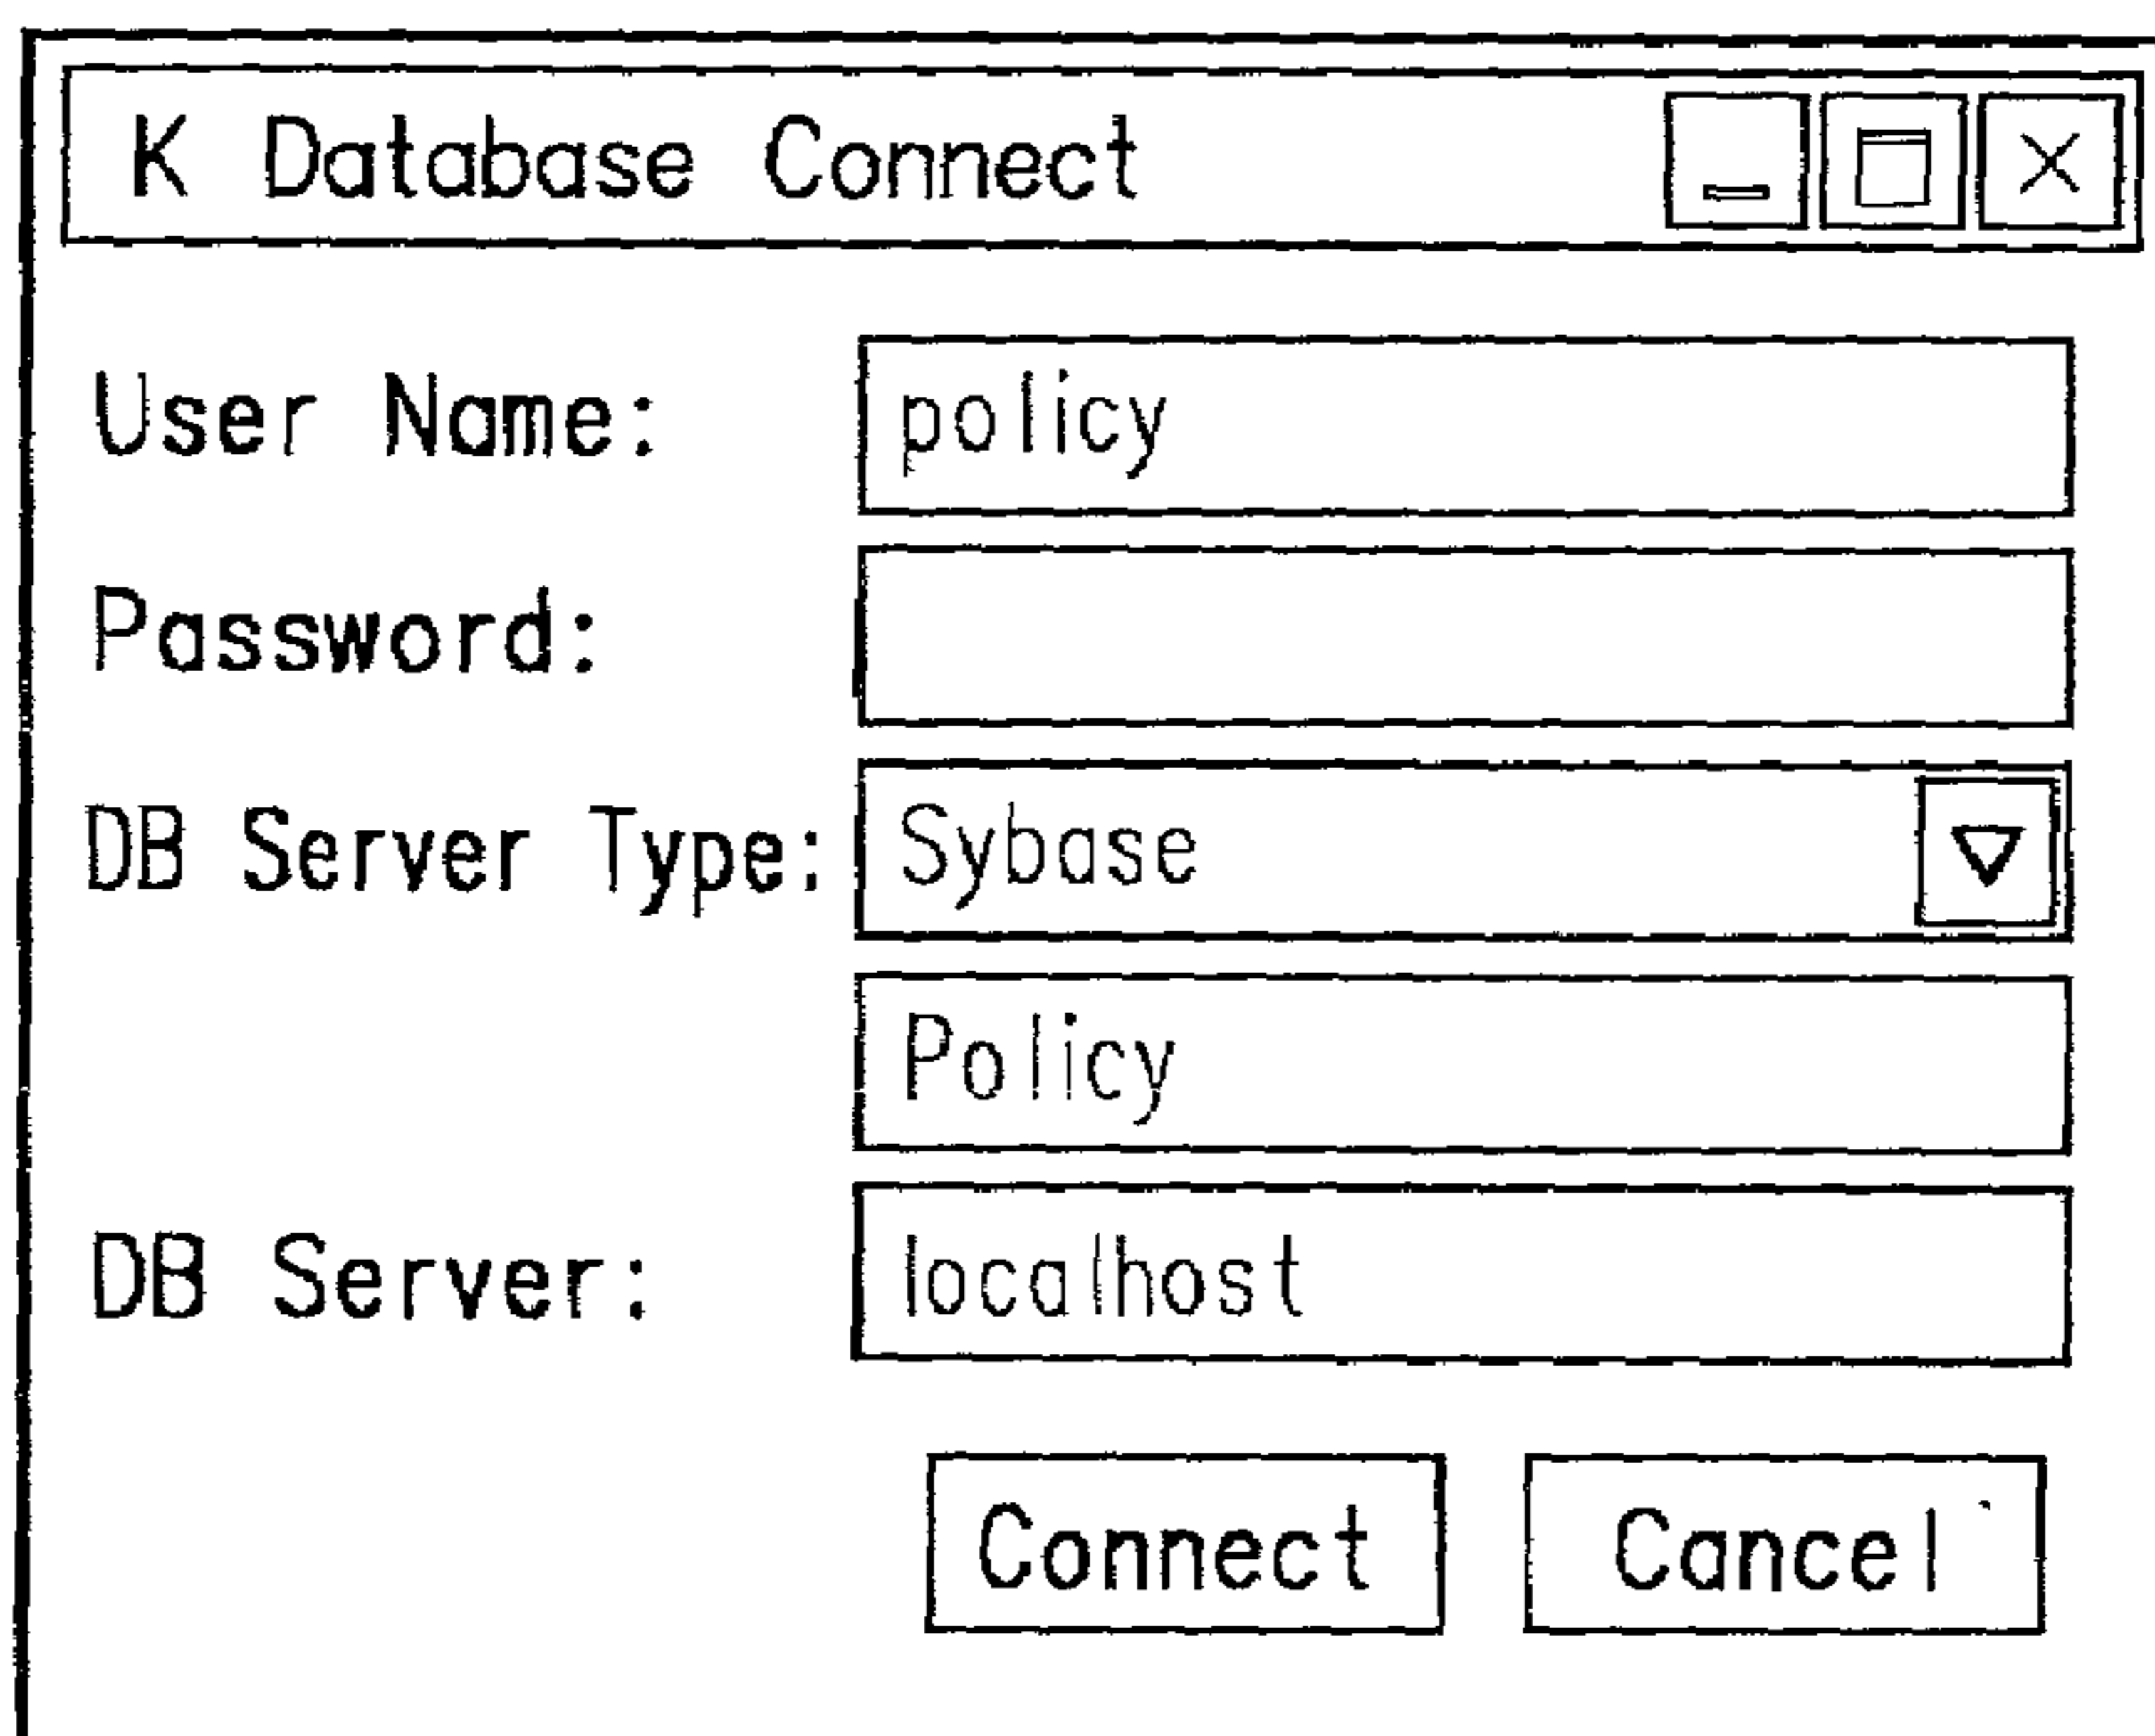 K Database Connect
User Name: policy
Password:
DB Server Type: Sybase
Policy
DB Server: localhost
Connect Cancel